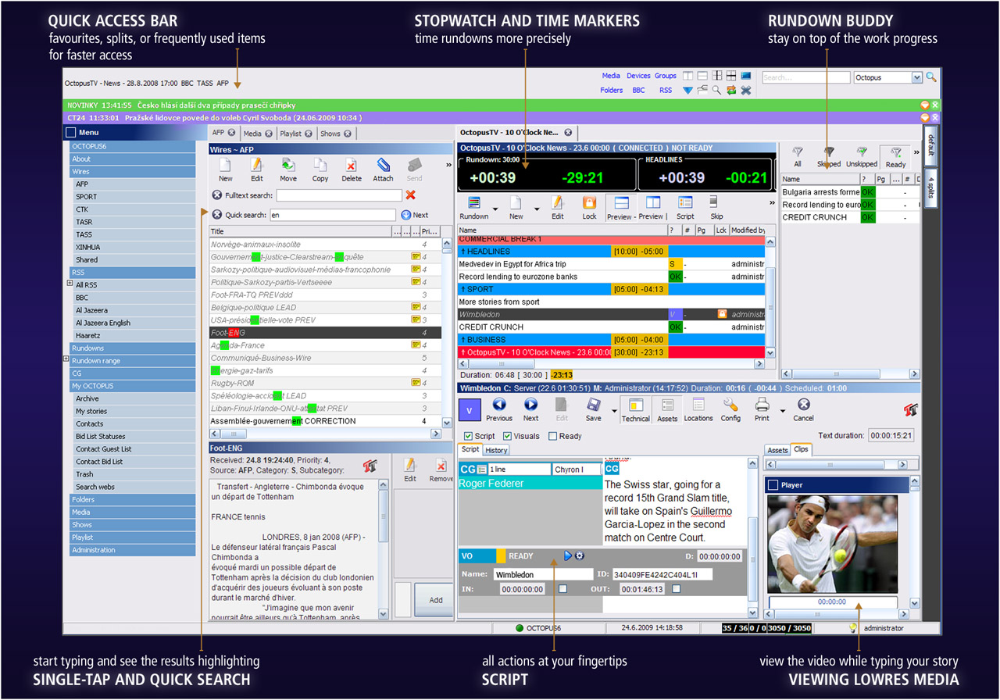 QUICK ACCESS BAR
favourites, splits, or frequently used items
for faster access
STOPWATCH AND TIME MARKERS
time rundowns more precisely
RUNDOWN BUDDY
stay on top of the work progress
OctopusTV - News - 28.8.2008 17:00 BBC TASS AFP
Media Devices Groups
Search...
Octopus
Folders BBC RSS
NOVINKY 13:41:55 Česko hlásí další dva případy prasečí chřipky
CT24 11:33:01 Pražské lidovce povede do voleb Cyril Svoboda (24.06.2009 10:34 )
Menu
OCTOPUS6
About
Wires
AFP
SPORT
CTK
TASR
TASS
XINHUA
Shared
RSS
All RSS
BBC
Al Jazeera
Al Jazeera English
Haaretz
Rundowns
Rundown range
CG
My OCTOPUS
Archive
My stories
Contacts
Bid List Statuses
Contact Guest List
Contact Bid List
Trash
Search webs
Folders
Media
Shows
Playlist
Administration
AFP Media Playlist Shows
Wires ~ AFP
New Edit Move Copy Delete Attach Send
Fulltext search:
Quick search: en Next
Title ... ... ... Pri...
Norvège-animaux-insolite 4
Gouvernement-justice-Clearstream-enquête 4
Sarkozy-politique-audiovisuel-médias-francophonie 4
Politique-Sarkozy-partis-Vertseeee 4
Foot-FRA-TQ PREVddd 3
Belgique-politique LEAD 4
USA-présidentielle-vote PREV 3
Foot-ENG 4
Agenda-France 4
Communiqué-Business-Wire 5
Energie-gaz-tarifs 4
Rugby-ROM 4
Spéléologie-accident LEAD 4
Liban-Finul-Irlande-ONU-attentat PREV 4
Assemblée-gouvernement CORRECTION 4
Foot-ENG
Received: 24.8 19:24:40, Priority: 4,
Source: AFP, Category: S, Subcategory:
Edit Remove
Transfert - Angleterre - Chimbonda évoque
un départ de Tottenham
FRANCE tennis
LONDRES, 8 jan 2008 (AFP) -
Le défenseur latéral français Pascal
Chimbonda a
évoqué mardi un possible départ de
Tottenham après la décision du club londonien
d'acquérir des joueurs évoluant à son poste
durant le marché d'hiver.
"J'imagine que mon avenir
pourrait être ailleurs qu'à Tottenham, après
Add
OctopusTV - 10 O'Clock Ne...
OctopusTV - 10 O'Clock News - 23.6 00:00 ( CONNECTED ) NOT READY
Rundown: 30:00
+00:39 -29:21
HEADLINES
+00:39 -00:21
Rundown New Edit Lock Preview - Preview | Script Skip
Name ? # Pg Lck Modified by
COMMERCIAL BREAK 1
↑ HEADLINES [10:00] -05:00
Medvedev in Egypt for Africa trip S - administr
Record lending to eurozone banks OK - administr
↑ SPORT [05:00] -04:13
More stories from sport
Wimbledon V - administr
CREDIT CRUNCH OK - administr
↑ BUSINESS [05:00] -04:00
↑ OctopusTV - 10 O'Clock News - 23.6 00:00 [30:00] -23:13
Duration: 06:48 [ 30:00 ] -23:13
All Skipped Unskipped Ready
Name ? Pg ... #
Bulgaria arrests forme OK -
Record lending to euro OK -
CREDIT CRUNCH OK -
default
4 splits
Wimbledon C: Server (22.6 01:30:51) M: Administrator (14:17:52) Duration: 00:16 ( -00:44 ) Scheduled: 01:00
V Previous Next Edit Save Technical Assets Locations Config Print Cancel
Script Visuals Ready
Text duration: 00:00:15:21
Script History
CG 1 line Chyron I
Roger Federer
CG
The Swiss star, going for a
record 15th Grand Slam title,
will take on Spain's Guillermo
Garcia-Lopez in the second
match on Centre Court.
VO READY D: 00:00:00:00
Name: Wimbledon ID: 340409FE4242C404L1I
IN: 00:00:00:00 OUT: 00:01:46:13
Assets Clips
Player
00:00:00
OCTOPUS6
24.6.2009 14:18:58
35 / 360 / 0 3050 / 3050
administrator
start typing and see the results highlighting
SINGLE-TAP AND QUICK SEARCH
all actions at your fingertips
SCRIPT
view the video while typing your story
VIEWING LOWRES MEDIA